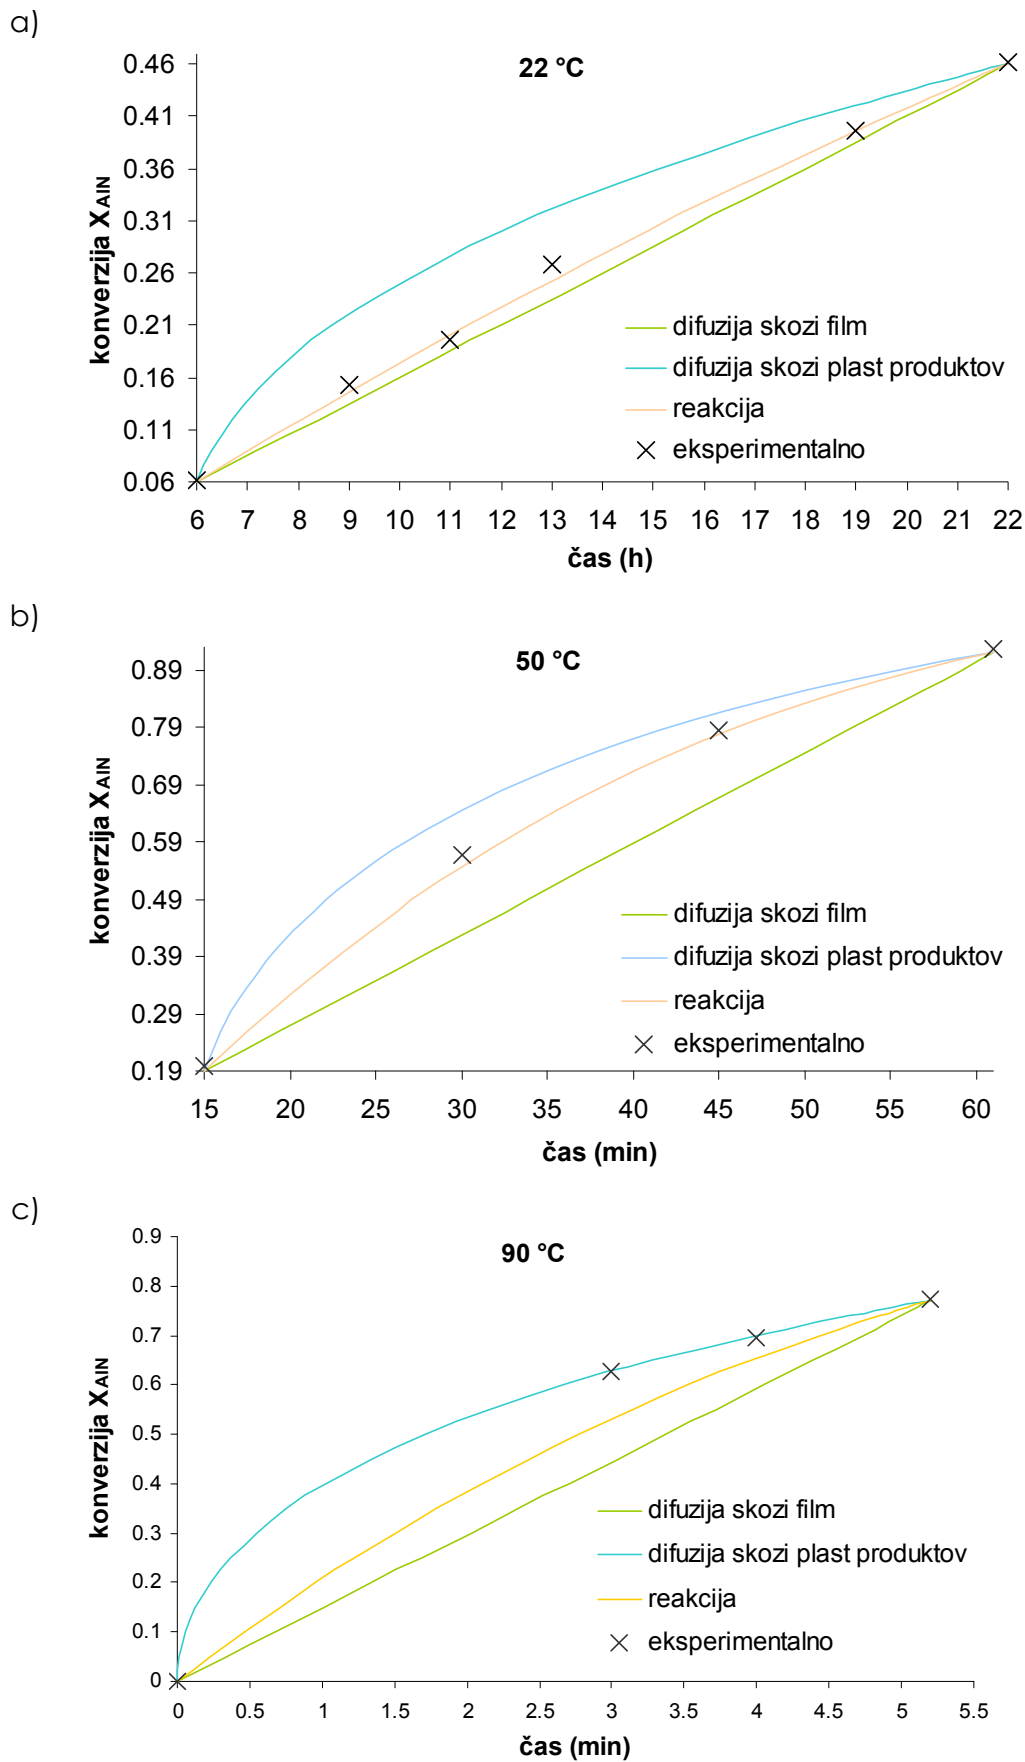 a)
22 °C
0.46
0.41
0.36
0.31
0.26
0.21
0.16
0.11
0.06
konverzija XAlN
difuzija skozi film
difuzija skozi plast produktov
reakcija
eksperimentalno
6 7 8 9 10 11 12 13 14 15 16 17 18 19 20 21 22
čas (h)
b)
50 °C
0.89
0.79
0.69
0.59
0.49
0.39
0.29
0.19
konverzija XAlN
difuzija skozi film
difuzija skozi plast produktov
reakcija
eksperimentalno
15 20 25 30 35 40 45 50 55 60
čas (min)
c)
90 °C
0.9
0.8
0.7
0.6
0.5
0.4
0.3
0.2
0.1
0
konverzija XAlN
difuzija skozi film
difuzija skozi plast produktov
reakcija
eksperimentalno
0 0.5 1 1.5 2 2.5 3 3.5 4 4.5 5 5.5
čas (min)